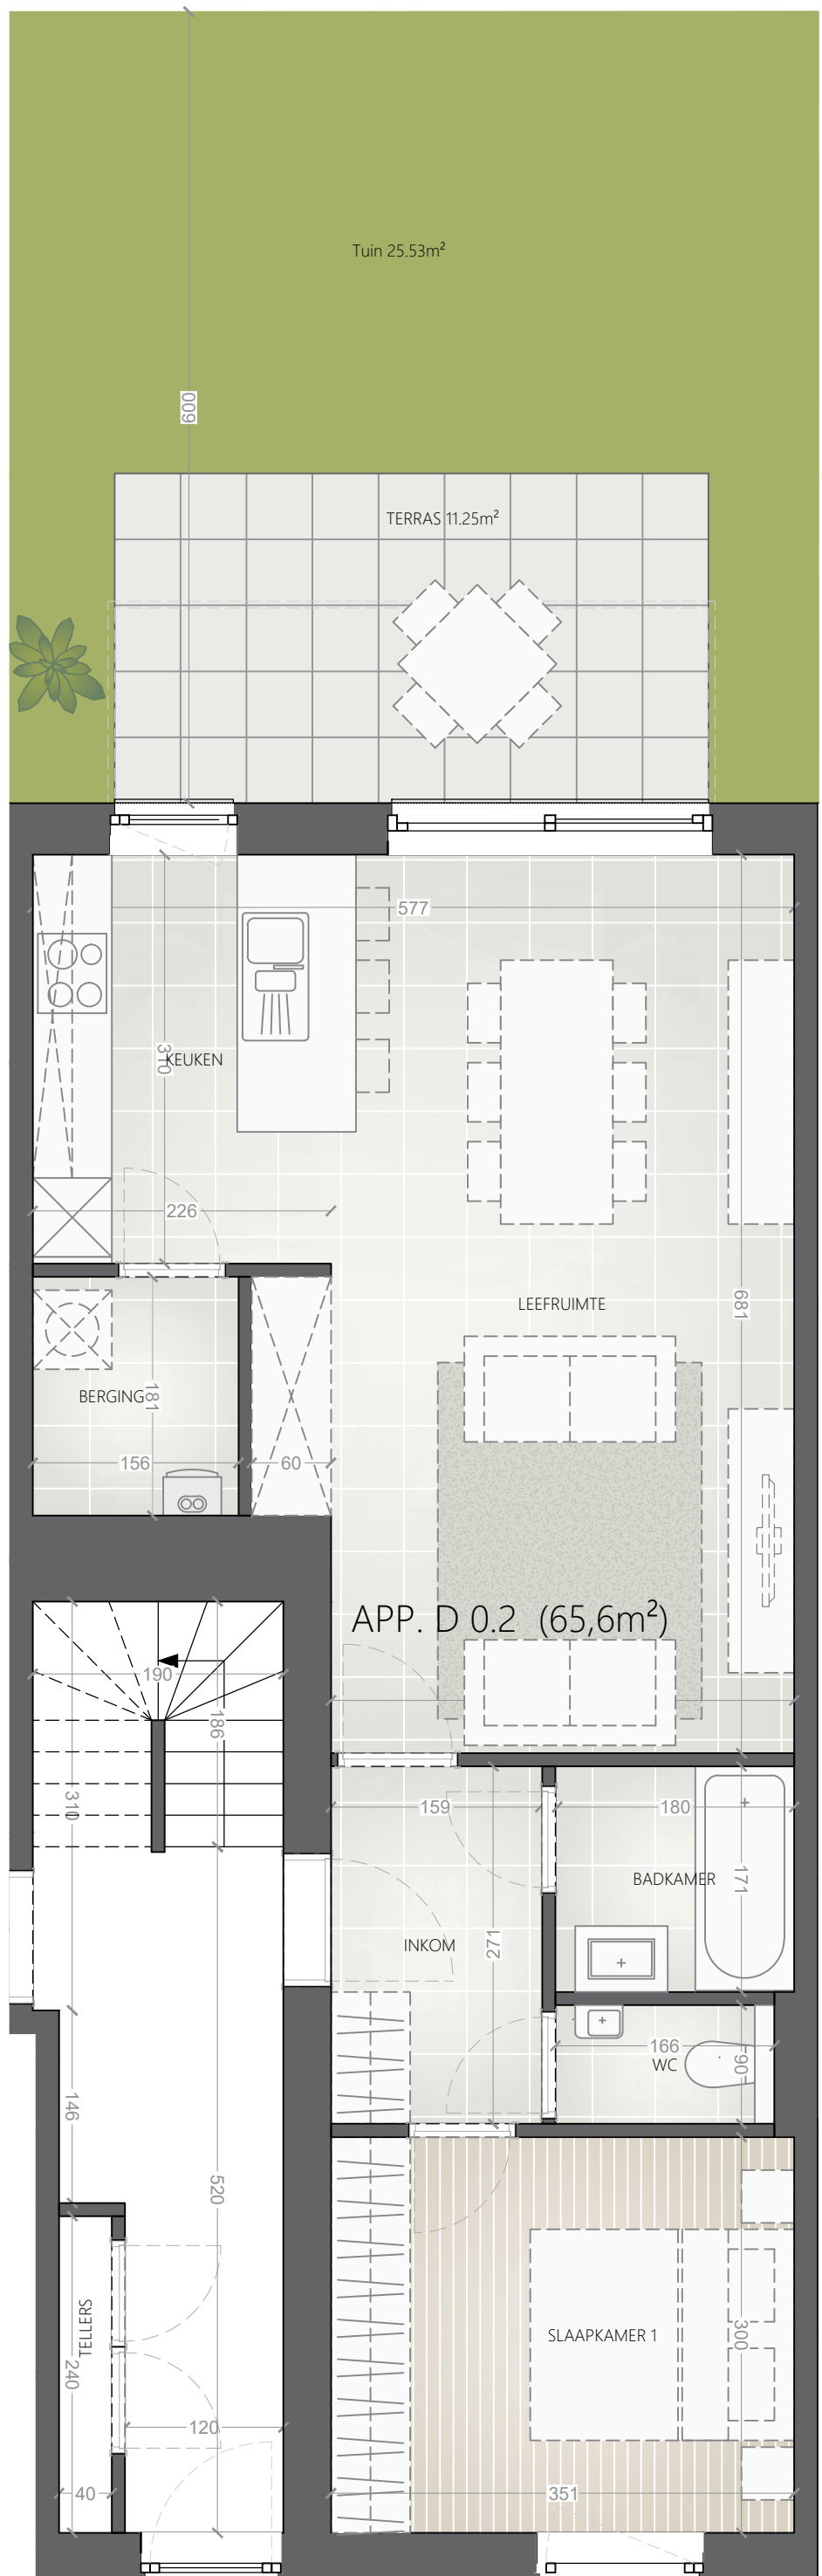 Tuin 25.53m²
600
TERRAS 11.25m²
577
310
KEUKEN
226
LEEFRUIMTE
681
BERGING
181
156
60
APP. D 0.2 (65,6m²)
190
186
310
159
180
BADKAMER
171
INKOM
271
166
WC
90
146
520
TELLERS
SLAAPKAMER 1
300
240
120
40
351